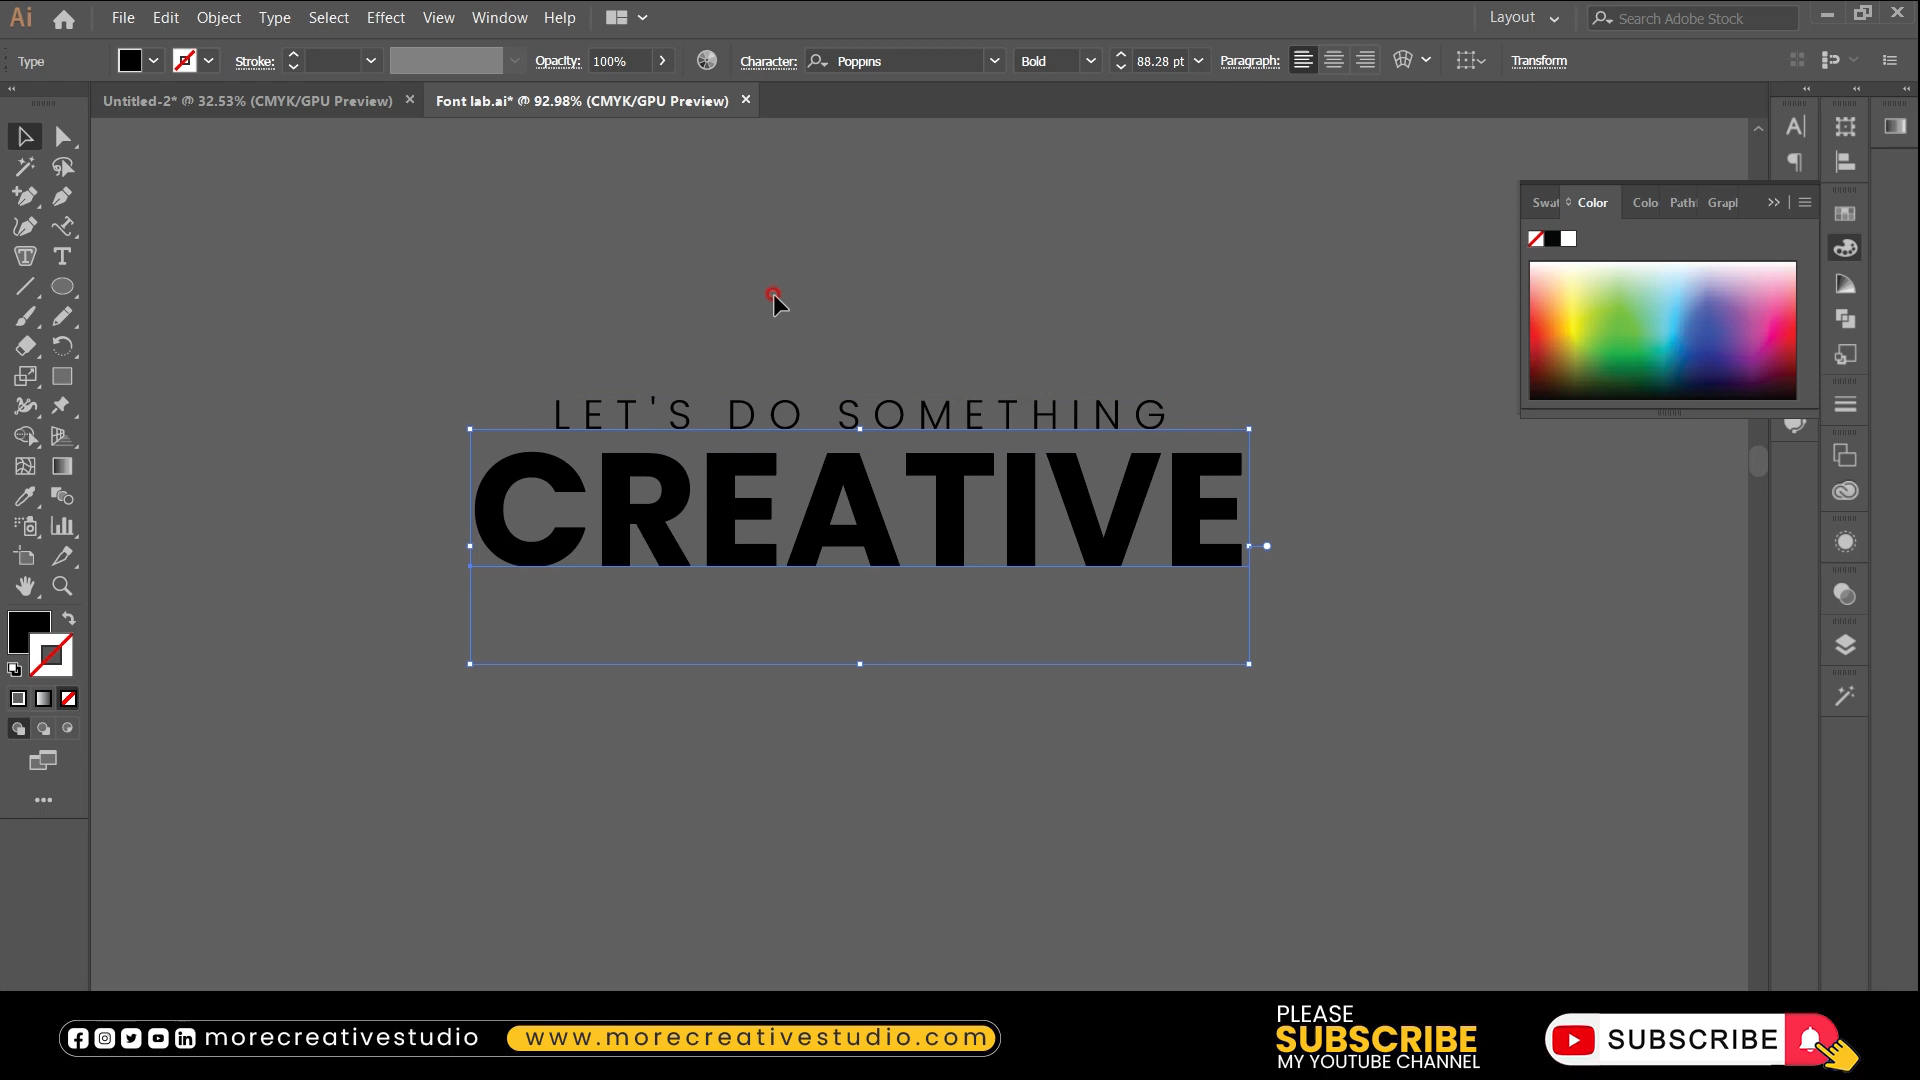 Ai File Edit Object Type Select Effect View Window Help Layout Search Adobe Stock
Type Stroke: Opacity: 100% Character: Poppins Bold 88.28 pt Paragraph: Transform
Untitled-2* @ 32.53% (CMYK/GPU Preview) × Font lab.ai* @ 92.98% (CMYK/GPU Preview) ×
Swat Color Colo Path Grapl
LET'S DO SOMETHING
CREATIVE
morecreativestudio
www.morecreativestudio.com
PLEASE
SUBSCRIBE
MY YOUTUBE CHANNEL
SUBSCRIBE